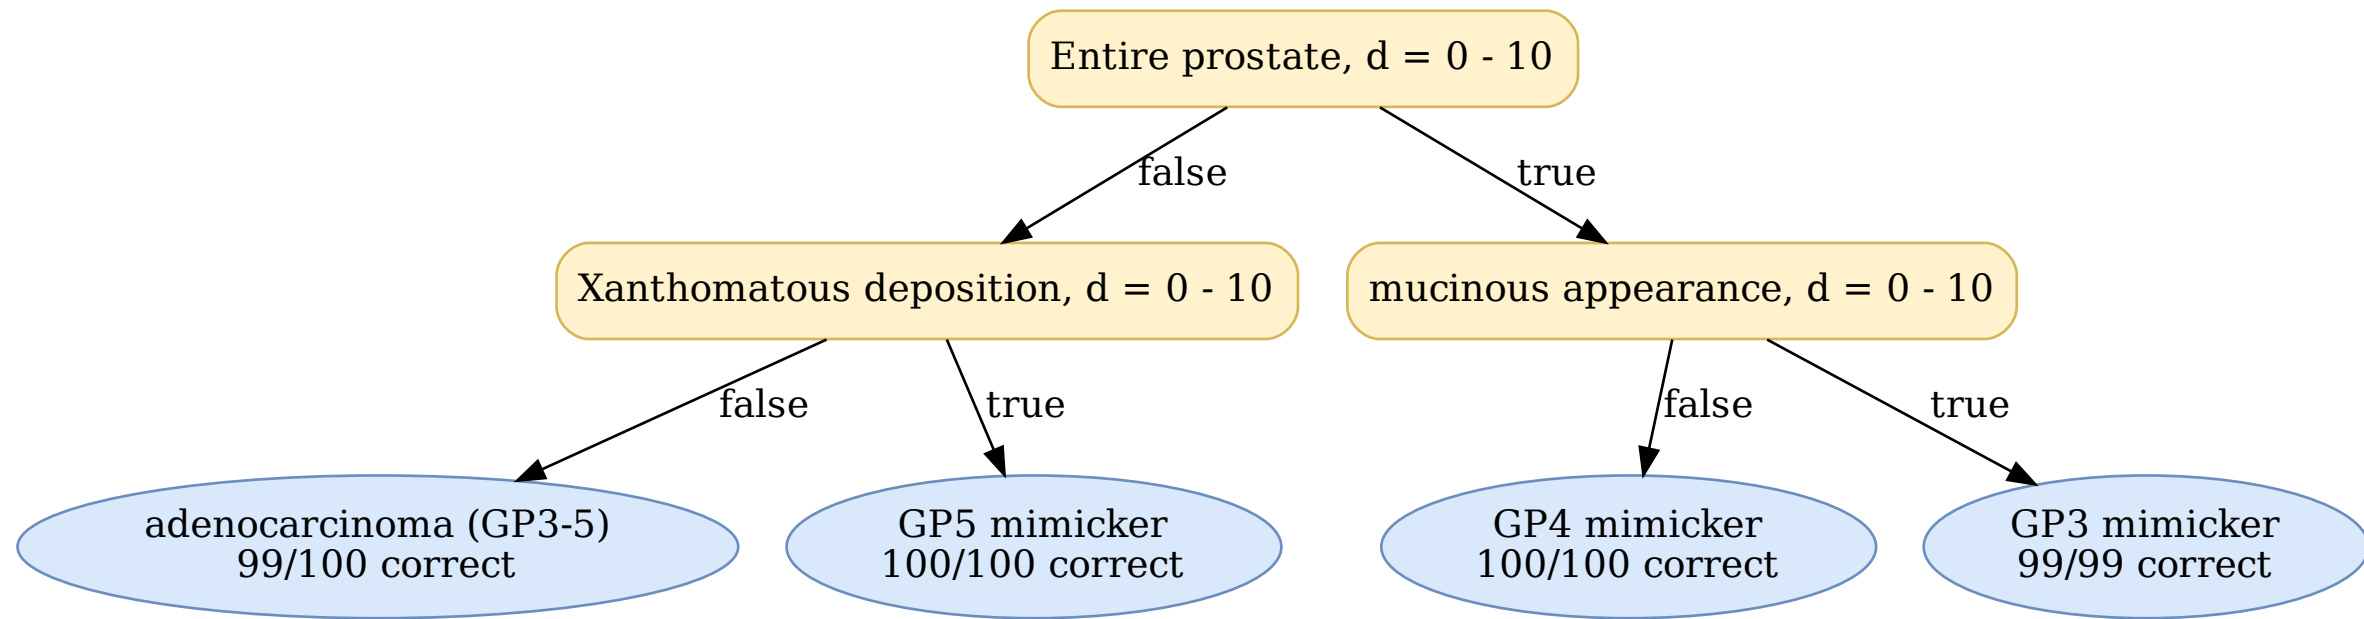 Entire prostate, d = 0 - 10
false
true
Xanthomatous deposition, d = 0 - 10
mucinous appearance, d = 0 - 10
false
true
false
true
adenocarcinoma (GP3-5)
99/100 correct
GP5 mimicker
100/100 correct
GP4 mimicker
100/100 correct
GP3 mimicker
99/99 correct